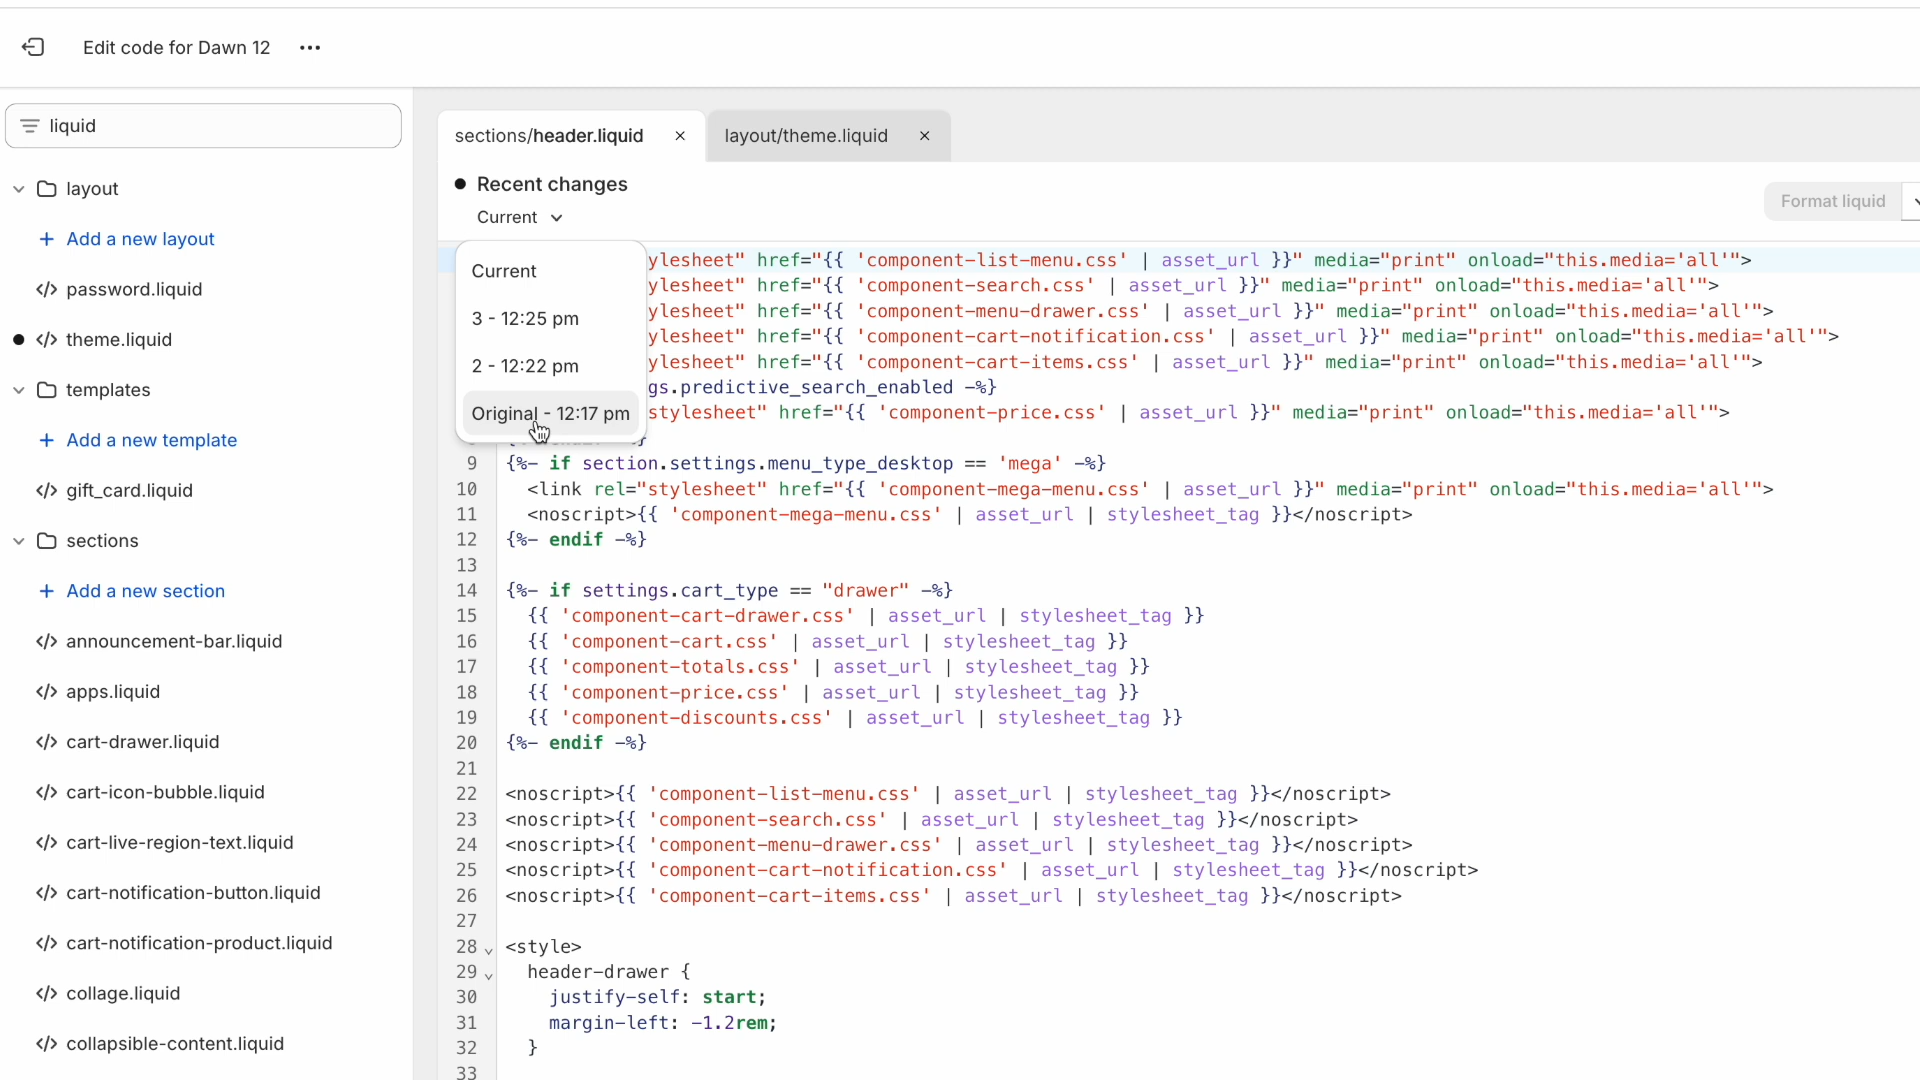 Edit code for Dawn 12 •••
liquid
layout
+ Add a new layout
</> password.liquid
</> theme.liquid
templates
+ Add a new template
</> gift_card.liquid
sections
+ Add a new section
</> announcement-bar.liquid
</> apps.liquid
</> cart-drawer.liquid
</> cart-icon-bubble.liquid
</> cart-live-region-text.liquid
</> cart-notification-button.liquid
</> cart-notification-product.liquid
</> collage.liquid
</> collapsible-content.liquid
sections/header.liquid ×
layout/theme.liquid ×
Recent changes
Current
Format liquid
Current
3 - 12:25 pm
2 - 12:22 pm
Original - 12:17 pm
ylesheet" href="{{ 'component-list-menu.css' | asset_url }}" media="print" onload="this.media='all'">
ylesheet" href="{{ 'component-search.css' | asset_url }}" media="print" onload="this.media='all'">
ylesheet" href="{{ 'component-menu-drawer.css' | asset_url }}" media="print" onload="this.media='all'">
ylesheet" href="{{ 'component-cart-notification.css' | asset_url }}" media="print" onload="this.media='all'">
ylesheet" href="{{ 'component-cart-items.css' | asset_url }}" media="print" onload="this.media='all'">
gs.predictive_search_enabled -%}
stylesheet" href="{{ 'component-price.css' | asset_url }}" media="print" onload="this.media='all'">
9 {%- if section.settings.menu_type_desktop == 'mega' -%}
10 <link rel="stylesheet" href="{{ 'component-mega-menu.css' | asset_url }}" media="print" onload="this.media='all'">
11 <noscript>{{ 'component-mega-menu.css' | asset_url | stylesheet_tag }}</noscript>
12 {%- endif -%}
13
14 {%- if settings.cart_type == "drawer" -%}
15 {{ 'component-cart-drawer.css' | asset_url | stylesheet_tag }}
16 {{ 'component-cart.css' | asset_url | stylesheet_tag }}
17 {{ 'component-totals.css' | asset_url | stylesheet_tag }}
18 {{ 'component-price.css' | asset_url | stylesheet_tag }}
19 {{ 'component-discounts.css' | asset_url | stylesheet_tag }}
20 {%- endif -%}
21
22 <noscript>{{ 'component-list-menu.css' | asset_url | stylesheet_tag }}</noscript>
23 <noscript>{{ 'component-search.css' | asset_url | stylesheet_tag }}</noscript>
24 <noscript>{{ 'component-menu-drawer.css' | asset_url | stylesheet_tag }}</noscript>
25 <noscript>{{ 'component-cart-notification.css' | asset_url | stylesheet_tag }}</noscript>
26 <noscript>{{ 'component-cart-items.css' | asset_url | stylesheet_tag }}</noscript>
27
28 <style>
29 header-drawer {
30 justify-self: start;
31 margin-left: -1.2rem;
32 }
33